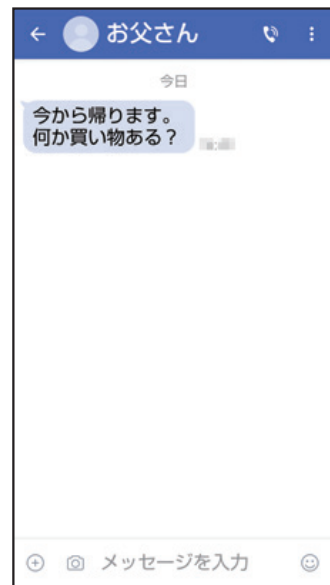 お父さん
今日
今から帰ります。
何か買い物ある？
メッセージを入力